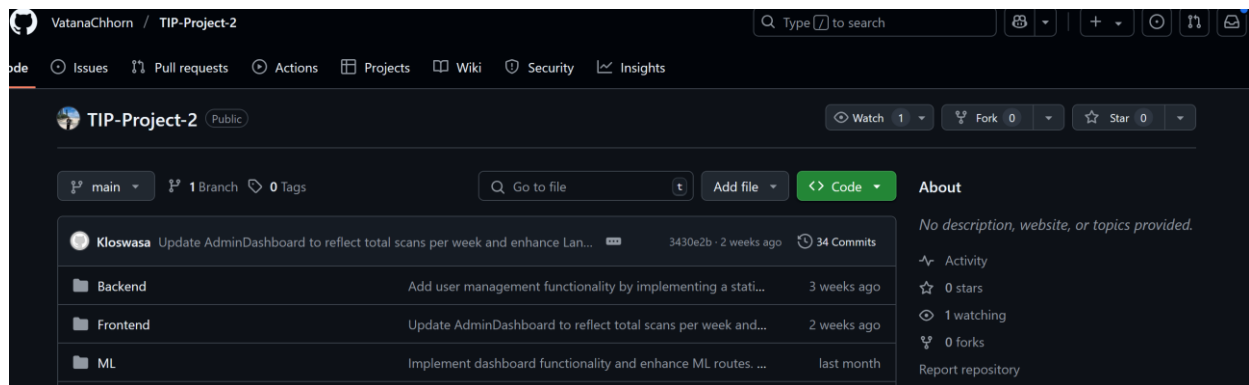 VatanaChhorn / TIP-Project-2 Type / to search
ode Issues Pull requests Actions Projects Wiki Security Insights
TIP-Project-2 Public Watch 1 Fork 0 Star 0
main 1 Branch 0 Tags Go to file t Add file Code About
No description, website, or topics provided.
Kloswasa Update AdminDashboard to reflect total scans per week and enhance Lan... 3430e2b · 2 weeks ago 34 Commits
Activity
Backend Add user management functionality by implementing a stati... 3 weeks ago 0 stars
1 watching
Frontend Update AdminDashboard to reflect total scans per week and... 2 weeks ago
0 forks
ML Implement dashboard functionality and enhance ML routes. ... last month
Report repository